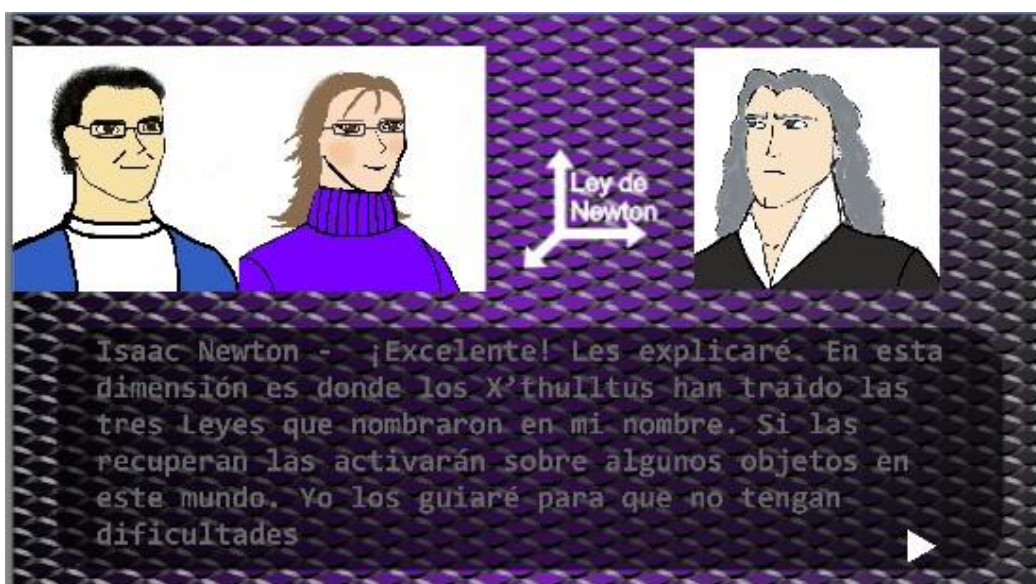 Ley de
Newton
Isaac Newton -  ¡Excelente! Les explicaré. En esta
dimensión es donde los X'thulltus han traido las
tres Leyes que nombraron en mi nombre. Si las
recuperan las activarán sobre algunos objetos en
este mundo. Yo los guiaré para que no tengan
dificultades